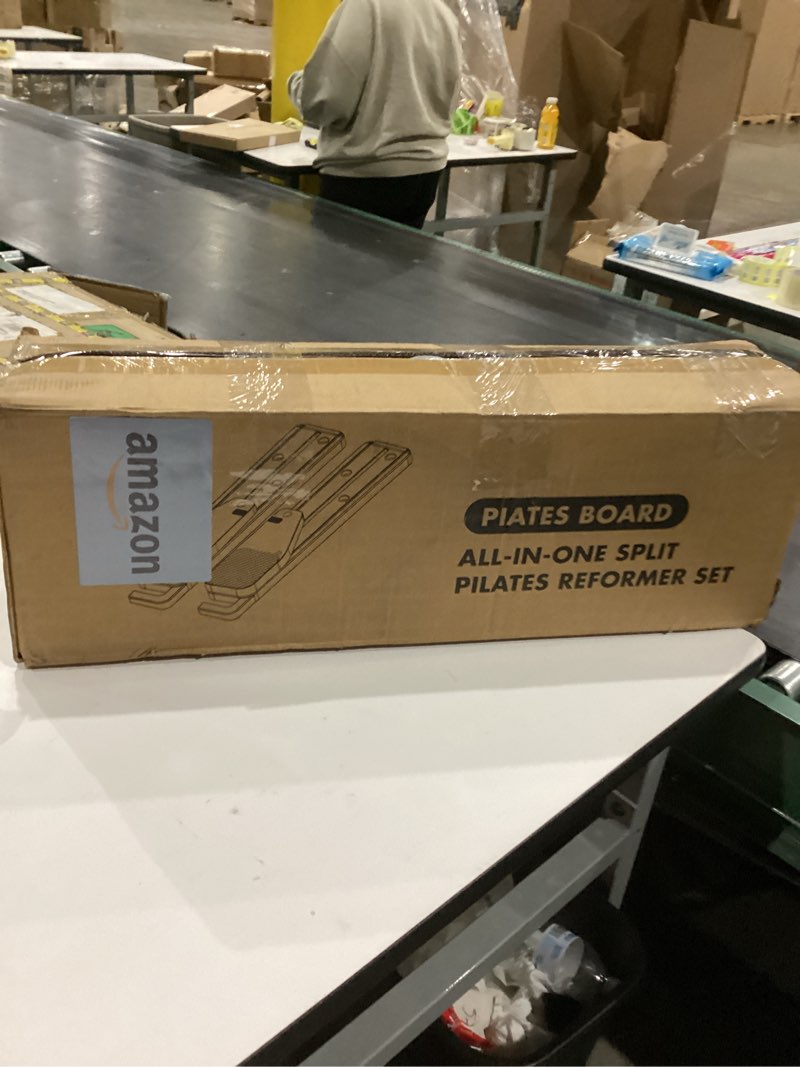 amazon
PIATES BOARD
ALL-IN-ONE SPLIT
PILATES REFORMER SET